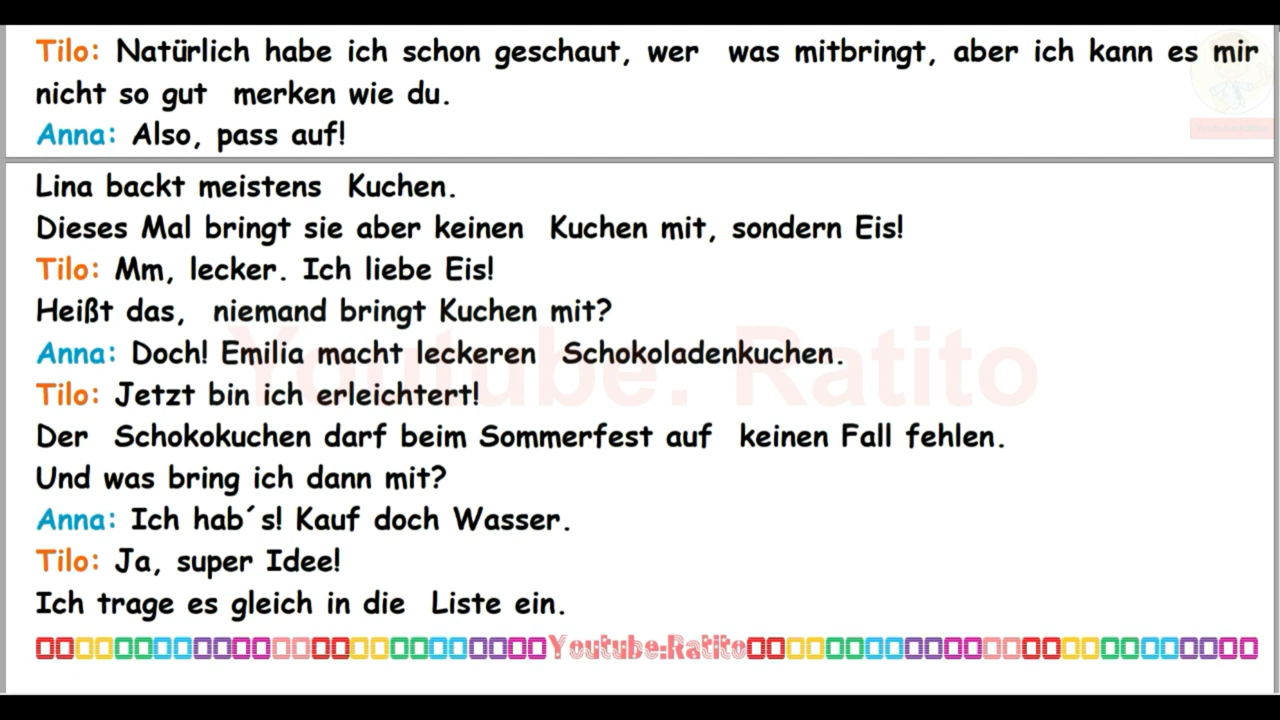 Tilo: Natürlich habe ich schon geschaut, wer was mitbringt, aber ich kann es mir
nicht so gut merken wie du.
Anna: Also, pass auf!
Lina backt meistens Kuchen.
Dieses Mal bringt sie aber keinen Kuchen mit, sondern Eis!
Tilo: Mm, lecker. Ich liebe Eis!
Heißt das, niemand bringt Kuchen mit?
Youtube. Ratito
Anna: Doch! Emilia macht leckeren Schokoladenkuchen.
Tilo: Jetzt bin ich erleichtert!
Der Schokokuchen darf beim Sommerfest auf keinen Fall fehlen.
Und was bring ich dann mit?
Anna: Ich hab´s! Kauf doch Wasser.
Tilo: Ja, super Idee!
Ich trage es gleich in die Liste ein.
Youtube:Ratito